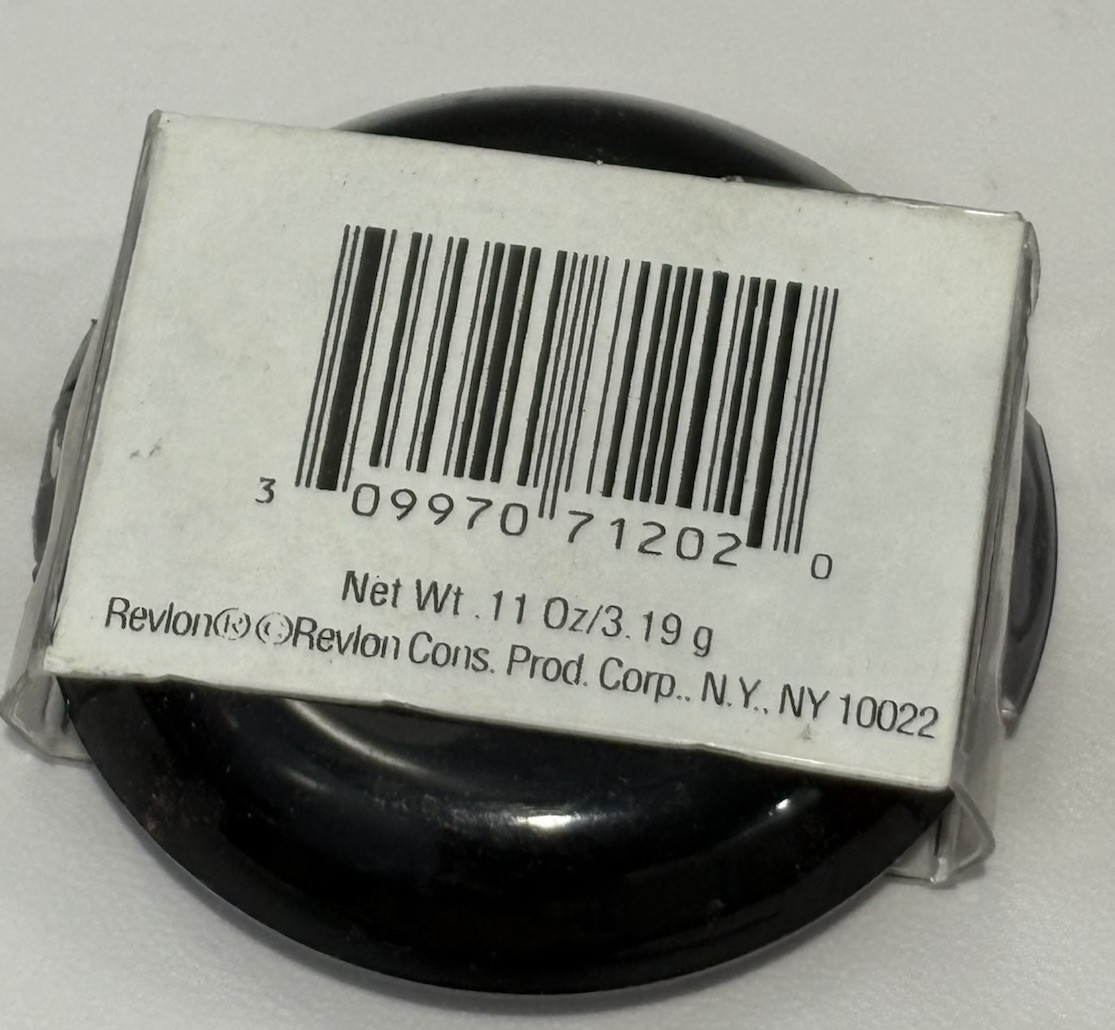 3 09970 71202 0
Net Wt .11 Oz/3.19 g
Revlon®©Revlon Cons. Prod. Corp., N.Y., NY 10022